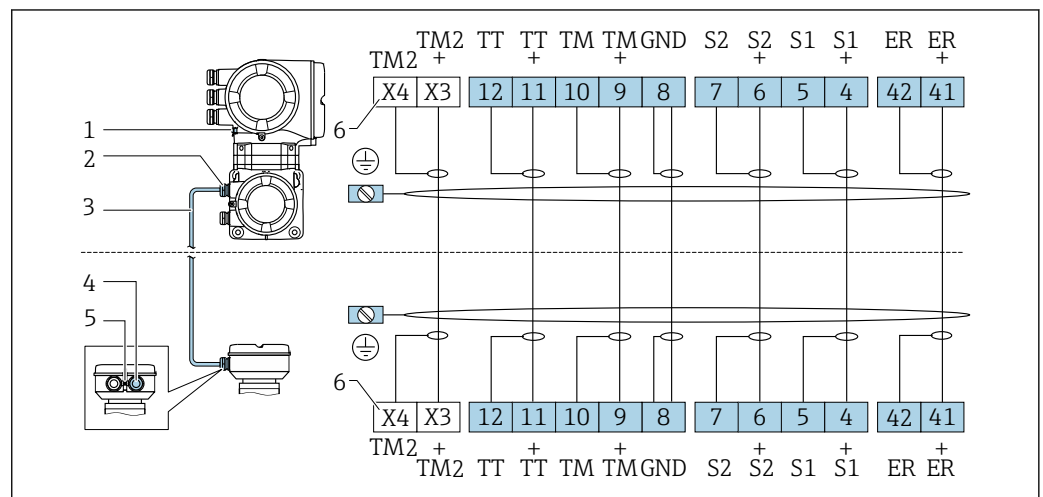 TM2 TT TT TM TM GND S2 S2 S1 S1 ER ER
TM2 + + + + + +
X4 X3 12 11 10 9 8 7 6 5 4 42 41
6
1
2
3
4
5
6
X4 X3 12 11 10 9 8 7 6 5 4 42 41
TM2 + + + + + +
TM2 TT TT TM TM GND S2 S2 S1 S1 ER ER